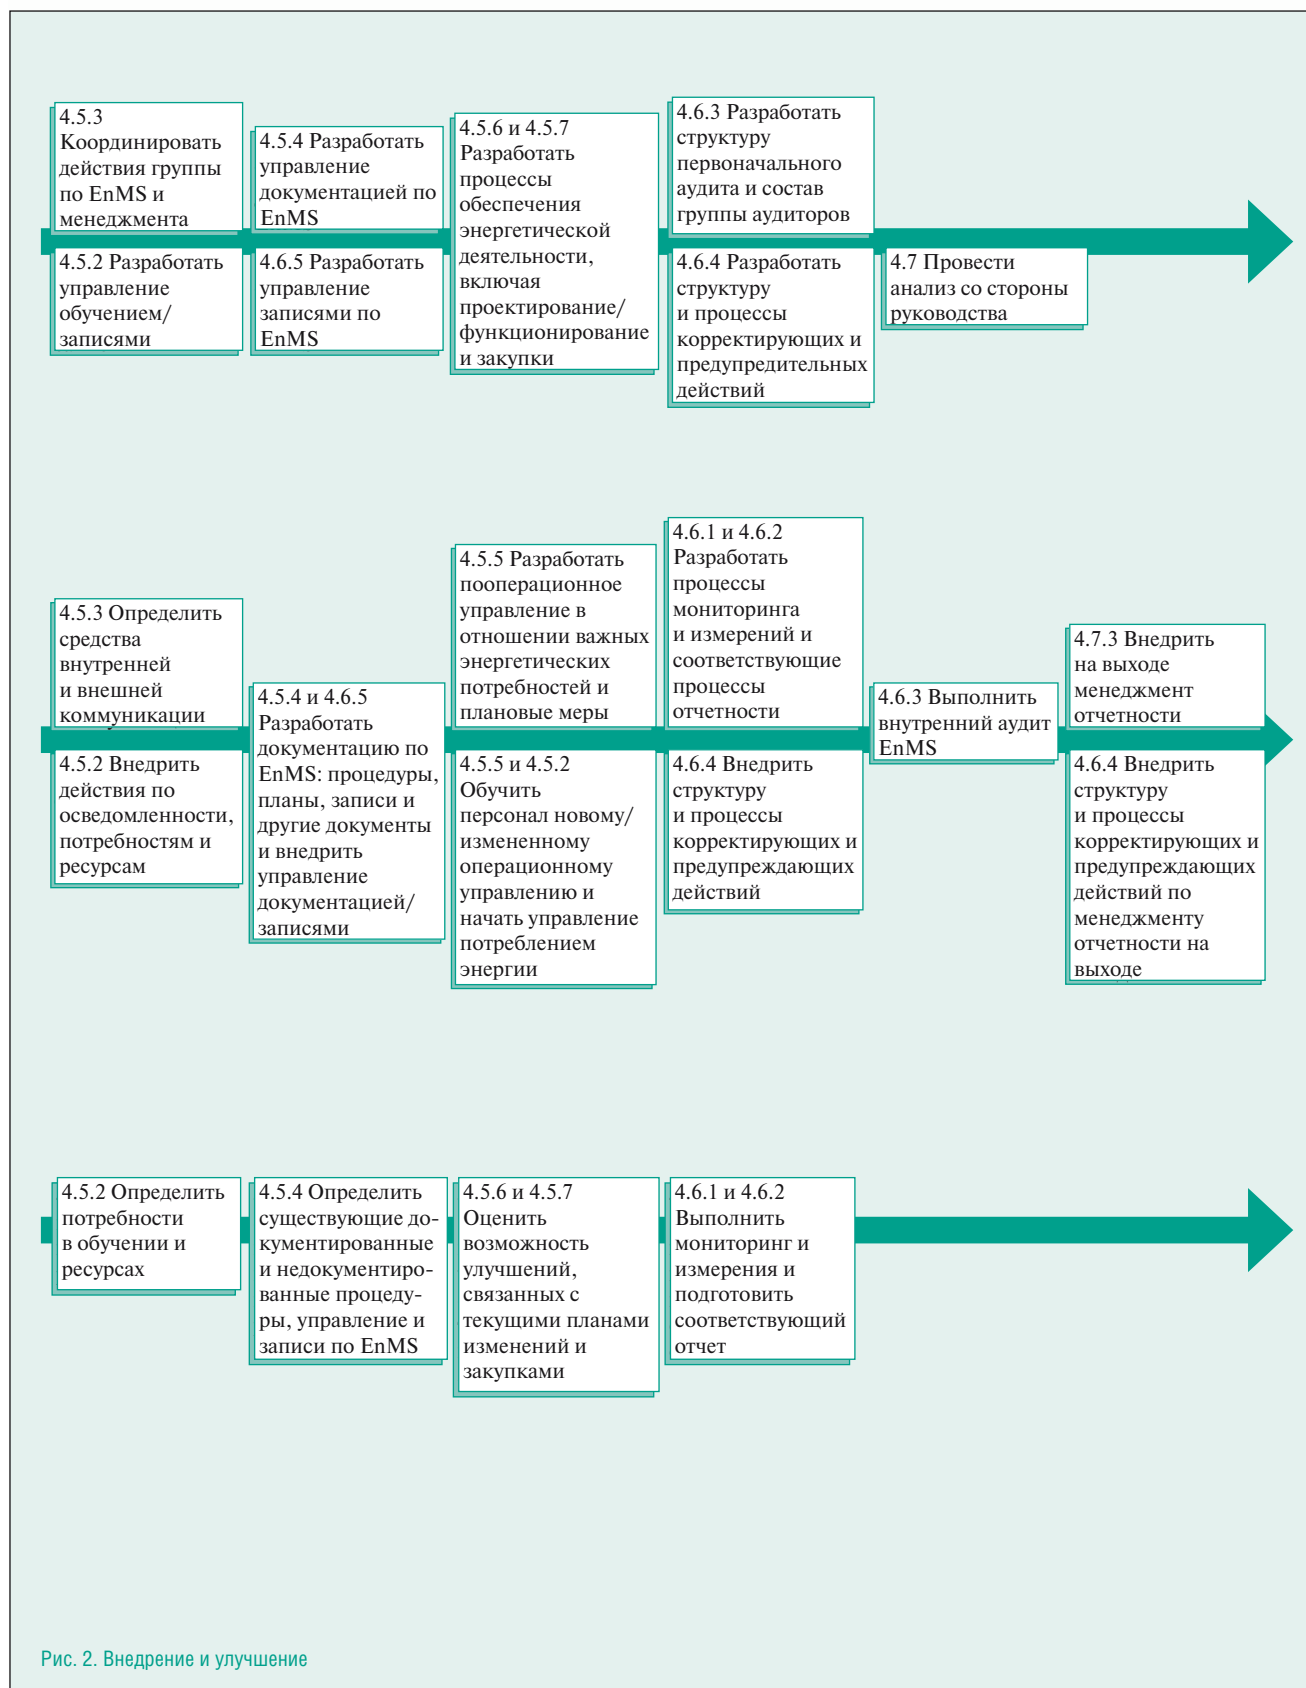 4.5.3
Координировать
действия группы
по EnMS и
менеджмента
4.5.2 Разработать
управление
обучением/
записями
4.5.4 Разработать
управление
документацией по
EnMS
4.6.5 Разработать
управление
записями по
EnMS
4.5.6 и 4.5.7
Разработать
процессы
обеспечения
энергетической
деятельности,
включая
проектирование/
функционирование
и закупки
4.6.3 Разработать
структуру
первоначального
аудита и состав
группы аудиторов
4.6.4 Разработать
структуру
и процессы
корректирующих и
предупредительных
действий
4.7 Провести
анализ со стороны
руководства
4.5.3 Определить
средства
внутренней
и внешней
коммуникации
4.5.2 Внедрить
действия по
осведомленности,
потребностям и
ресурсам
4.5.4 и 4.6.5
Разработать
документацию по
EnMS: процедуры,
планы, записи и
другие документы
и внедрить
управление
документацией/
записями
4.5.5 Разработать
пооперационное
управление в
отношении важных
энергетических
потребностей и
плановые меры
4.5.5 и 4.5.2
Обучить
персонал новому/
измененному
операционному
управлению и
начать управление
потреблением
энергии
4.6.1 и 4.6.2
Разработать
процессы
мониторинга
и измерений и
соответствующие
процессы
отчетности
4.6.4 Внедрить
структуру
и процессы
корректирующих и
предупреждающих
действий
4.6.3 Выполнить
внутренний аудит
EnMS
4.7.3 Внедрить
на выходе
менеджмент
отчетности
4.6.4 Внедрить
структуру
и процессы
корректирующих и
предупреждающих
действий по
менеджменту
отчетности на
выходе
4.5.2 Определить
потребности
в обучении и
ресурсах
4.5.4 Определить
существующие до-
кументированные
и недокументиро-
ванные процеду-
ры, управление и
записи по EnMS
4.5.6 и 4.5.7
Оценить
возможность
улучшений,
связанных с
текущими планами
изменений и
закупками
4.6.1 и 4.6.2
Выполнить
мониторинг и
измерения и
подготовить
соответствующий
отчет
Рис. 2. Внедрение и улучшение